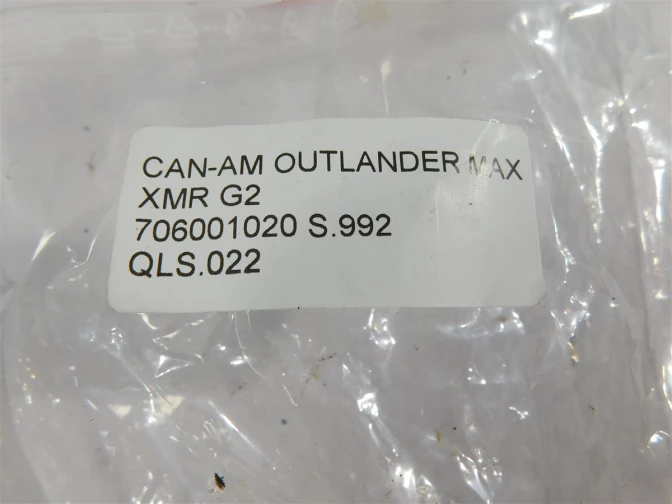 CAN-AM OUTLANDER MAX
XMR G2
706001020 S.992
QLS.022